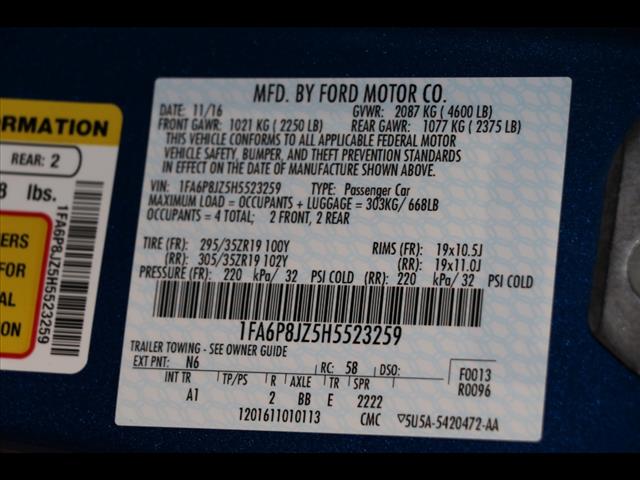 ORMATION
REAR: 2
8 lbs.
ERS
FOR
AL
NG.
1FA6P8JZ5H5523259
MFD. BY FORD MOTOR CO.
DATE: 11/16 GVWR: 2087 KG ( 4600 LB)
FRONT GAWR: 1021 KG ( 2250 LB) REAR GAWR: 1077 KG ( 2375 LB)
THIS VEHICLE CONFORMS TO ALL APPLICABLE FEDERAL MOTOR
VEHICLE SAFETY, BUMPER, AND THEFT PREVENTION STANDARDS
IN EFFECT ON THE DATE OF MANUFACTURE SHOWN ABOVE.
VIN: 1FA6P8JZ5H5523259 TYPE: Passenger Car
MAXIMUM LOAD = OCCUPANTS + LUGGAGE = 303KG/ 668LB
OCCUPANTS = 4 TOTAL; 2 FRONT, 2 REAR
TIRE (FR): 295/35ZR19 100Y RIMS (FR): 19x10.5J
(RR): 305/35ZR19 102Y (RR): 19x11.0J
PRESSURE (FR): 220 kPa/ 32 PSI COLD (RR): 220 kPa/ 32 PSI COLD
1FA6P8JZ5H5523259
TRAILER TOWING - SEE OWNER GUIDE
EXT PNT: N6 RC: 58 DSO: F0013
R0096
INT TR TP/PS R AXLE TR SPR
A1 2 BB E 2222
1201611010113 CMC 5U5A-5420472-AA